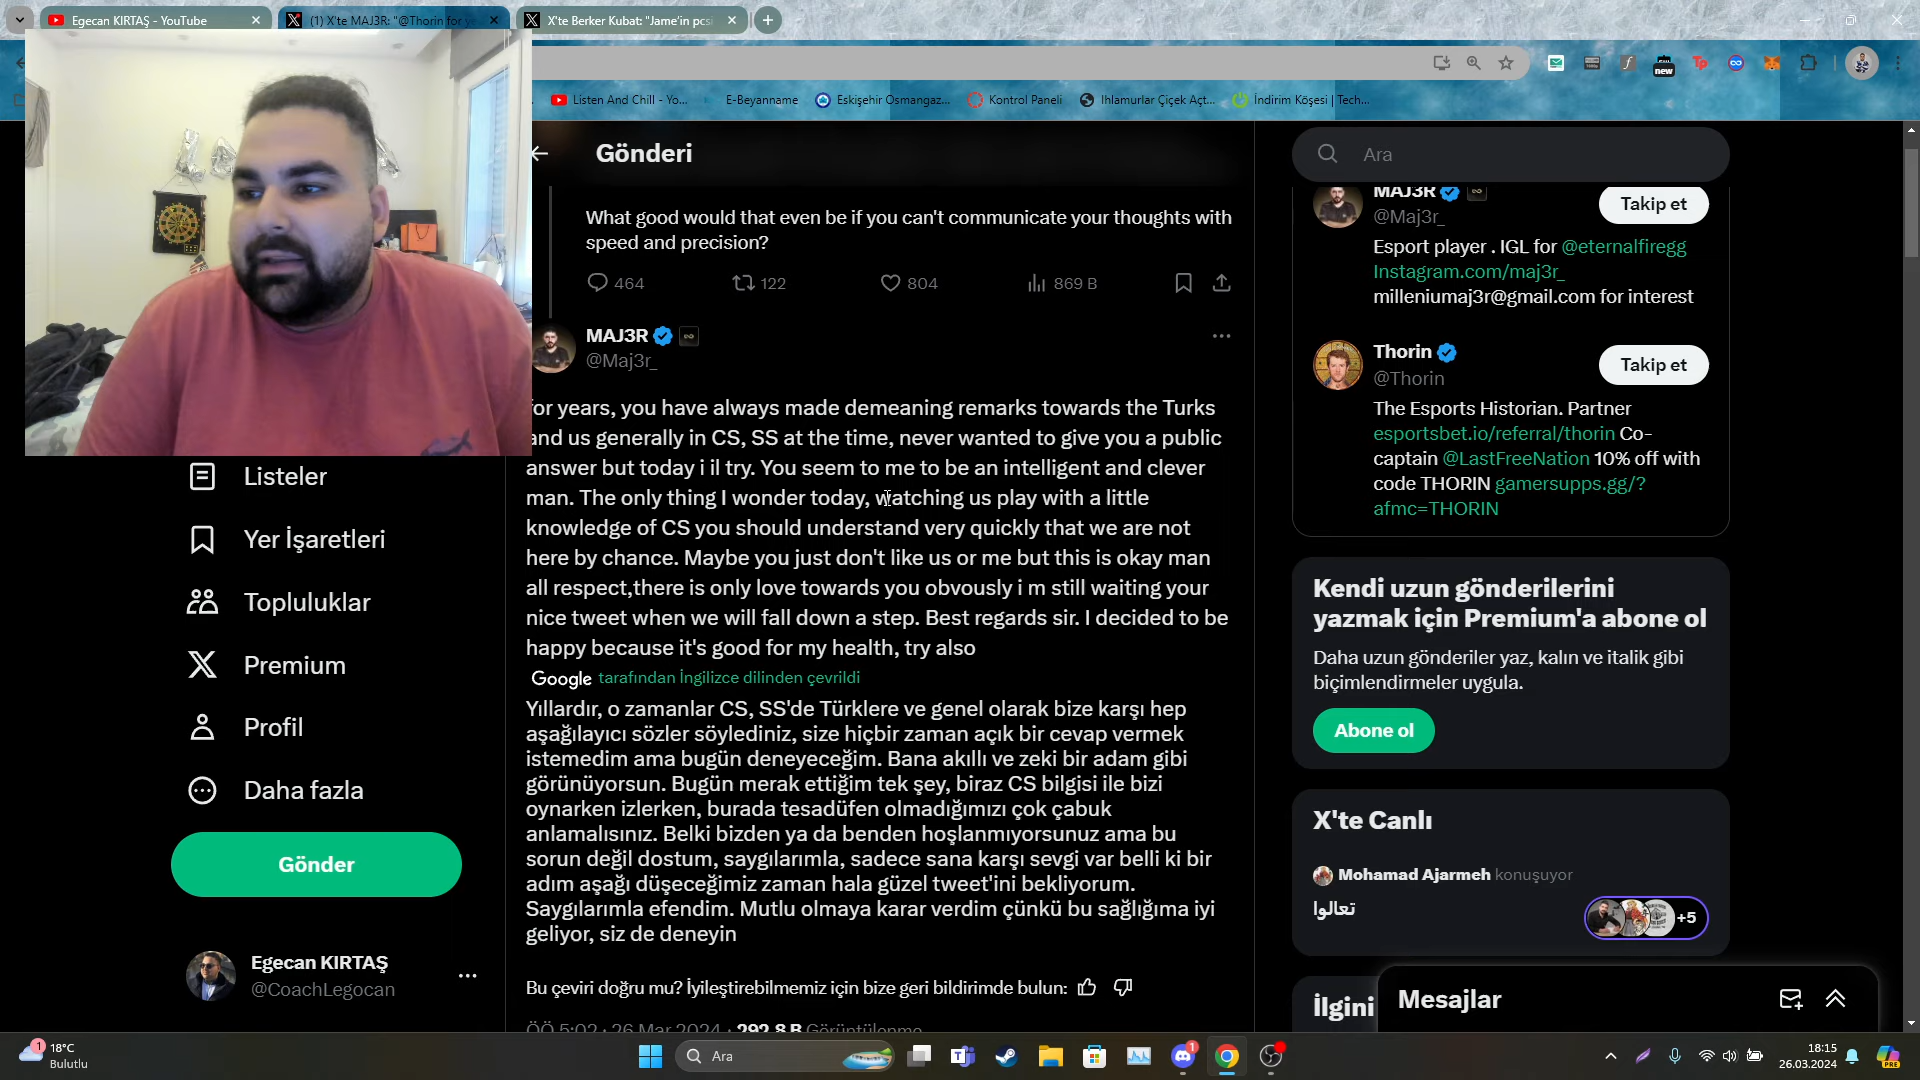 Egecan KIRTAŞ - YouTube
(1) X'te MAJ3R: "@Thorin for ye
X'te Berker Kubat: "Jame'in pcsi
new
Listen And Chill - Yo...
E-Beyanname
Eskişehir Osmangaz...
Kontrol Paneli
Ihlamurlar Çiçek Açt...
İndirim Köşesi | Tech...
Listeler
Yer İşaretleri
Topluluklar
Premium
Profil
Daha fazla
Gönder
Egecan KIRTAŞ
@CoachLegocan
Gönderi
What good would that even be if you can't communicate your thoughts with
speed and precision?
464 122 804 869 B
MAJ3R
@Maj3r_
for years, you have always made demeaning remarks towards the Turks
and us generally in CS, SS at the time, never wanted to give you a public
answer but today i il try. You seem to me to be an intelligent and clever
man. The only thing I wonder today, watching us play with a little
knowledge of CS you should understand very quickly that we are not
here by chance. Maybe you just don't like us or me but this is okay man
all respect,there is only love towards you obvously i m still waiting your
nice tweet when we will fall down a step. Best regards sir. I decided to be
happy because it's good for my health, try also
Google tarafından İngilizce dilinden çevrildi
Yıllardır, o zamanlar CS, SS'de Türklere ve genel olarak bize karşı hep
aşağılayıcı sözler söylediniz, size hiçbir zaman açık bir cevap vermek
istemedim ama bugün deneyeceğim. Bana akıllı ve zeki bir adam gibi
görünüyorsun. Bugün merak ettiğim tek şey, biraz CS bilgisi ile bizi
oynarken izlerken, burada tesadüfen olmadığımızı çok çabuk
anlamalısınız. Belki bizden ya da benden hoşlanmıyorsunuz ama bu
sorun değil dostum, saygılarımla, sadece sana karşı sevgi var belli ki bir
adım aşağı düşeceğimiz zaman hala güzel tweet'ini bekliyorum.
Saygılarımla efendim. Mutlu olmaya karar verdim çünkü bu sağlığıma iyi
geliyor, siz de deneyin
Bu çeviri doğru mu? İyileştirebilmemiz için bize geri bildirimde bulun:
ÖÖ 5:02 · 26 Mar 2024 · 292,8 B Görüntülenme
Ara
MAJ3R
@Maj3r_
Takip et
Esport player . IGL for @eternalfiregg
Instagram.com/maj3r_
milleniumaj3r@gmail.com for interest
Thorin
@Thorin
Takip et
The Esports Historian. Partner
esportsbet.io/referral/thorin Co-
captain @LastFreeNation 10% off with
code THORIN gamersupps.gg/?
afmc=THORIN
Kendi uzun gönderilerini
yazmak için Premium'a abone ol
Daha uzun gönderiler yaz, kalın ve italik gibi
biçimlendirmeler uygula.
Abone ol
X'te Canlı
Mohamad Ajarmeh konuşuyor
تعالوا
+5
İlgini
Mesajlar
1
18°C
Bulutlu
Ara
1
18:15
26.03.2024
PRE